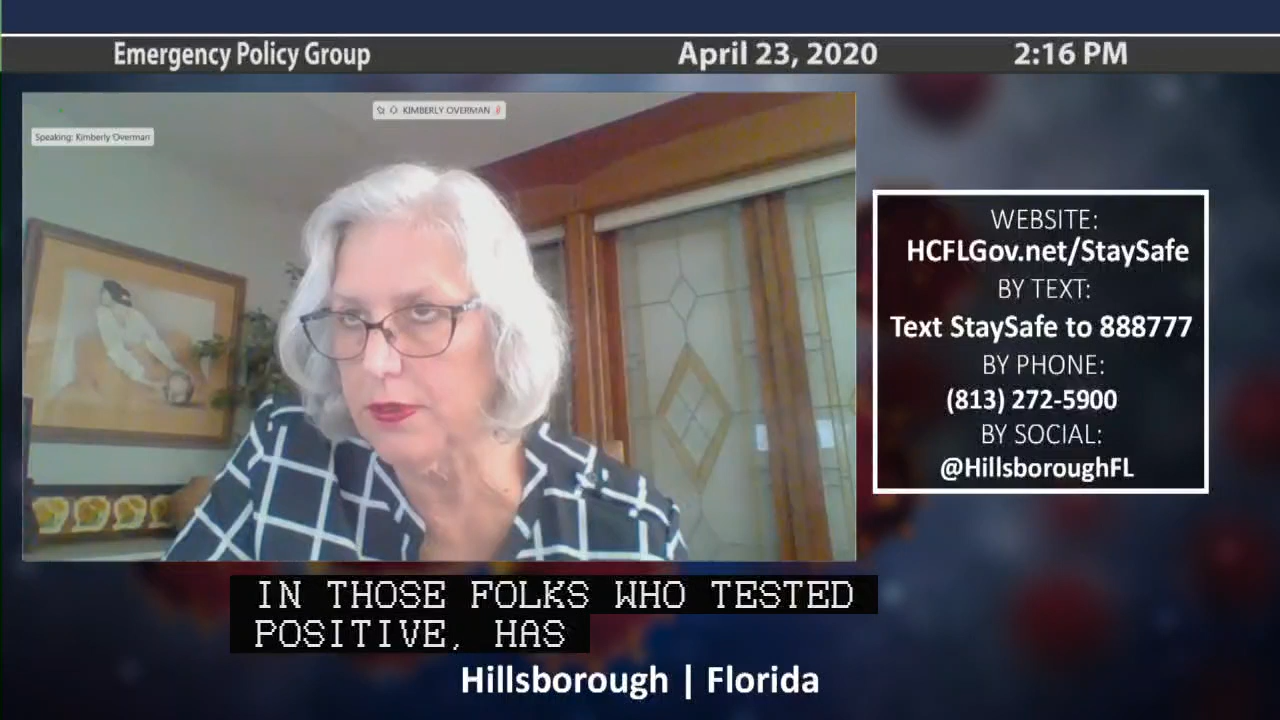 Emergency Policy Group April 23, 2020 2:16 PM
KIMBERLY OVERMAN
Speaking: Kimberly Overman
WEBSITE:
HCFLGov.net/StaySafe
BY TEXT:
Text StaySafe to 888777
BY PHONE:
(813) 272-5900
BY SOCIAL:
@HillsboroughFL
IN THOSE FOLKS WHO TESTED
POSITIVE, HAS
Hillsborough | Florida